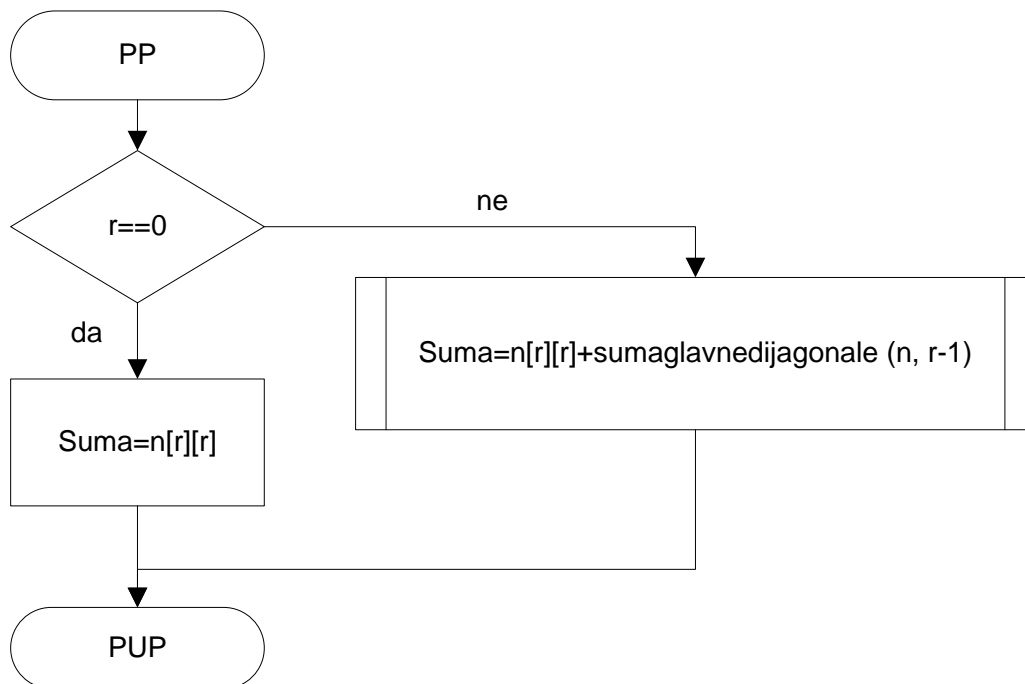 PP
r==0
ne
da
Suma=n[r][r]+sumaglavnedijagonale (n, r-1)
Suma=n[r][r]
PUP